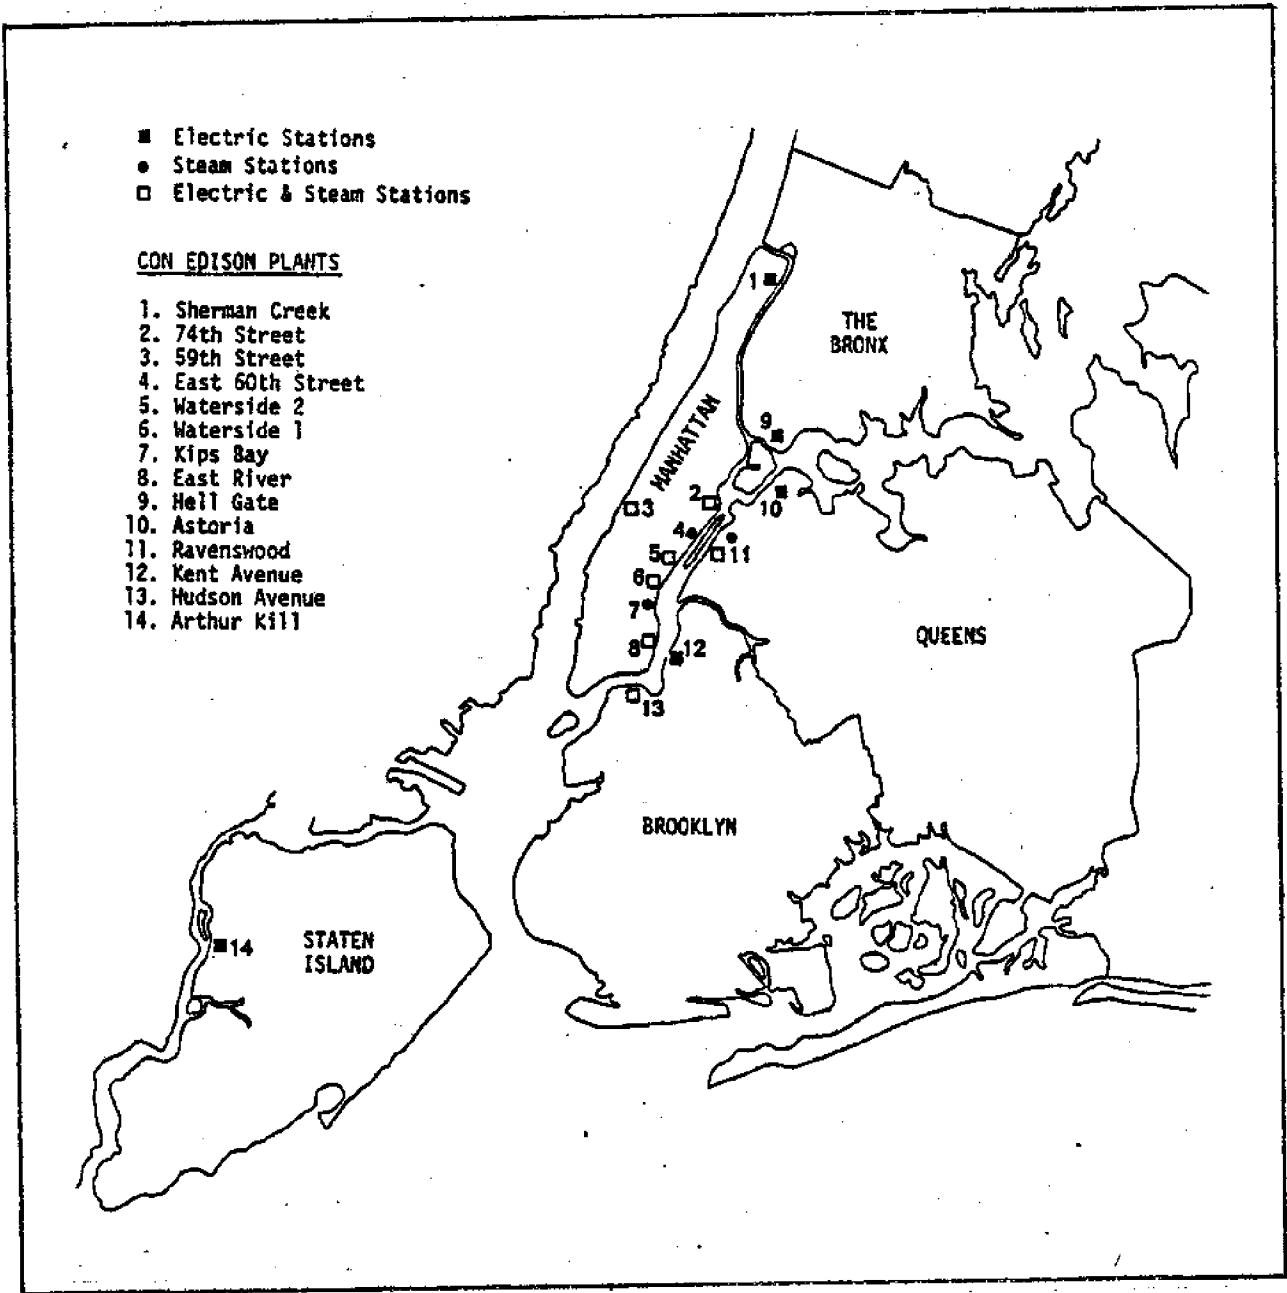 Electric Stations
Steam Stations
Electric & Steam Stations
CON EDISON PLANTS
1. Sherman Creek
2. 74th Street
3. 59th Street
4. East 60th Street
5. Waterside 2
6. Waterside 1
7. Kips Bay
8. East River
9. Hell Gate
10. Astoria
11. Ravenswood
12. Kent Avenue
13. Hudson Avenue
14. Arthur Kill
1
THE
BRONX
MANHATTAN
9
2
3
10
4
5
11
6
7
8
12
13
QUEENS
BROOKLYN
14
STATEN
ISLAND